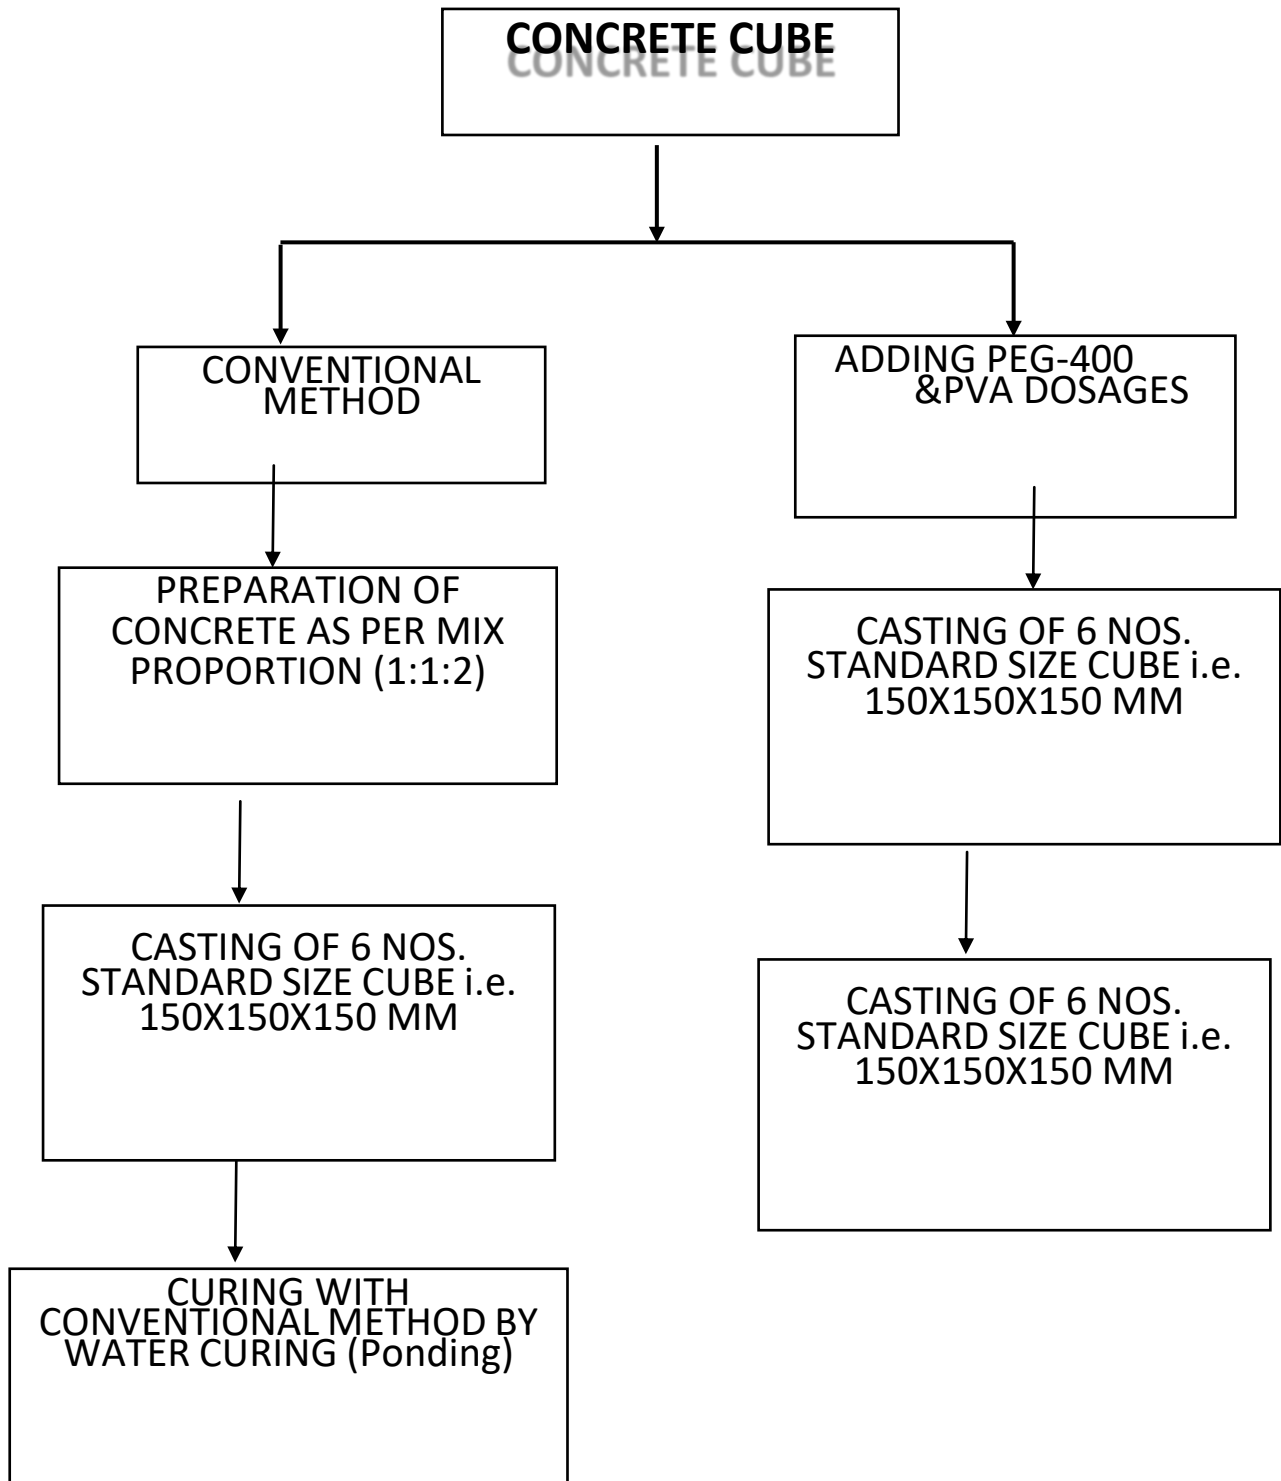 CONCRETE CUBE
CONVENTIONAL
METHOD
ADDING PEG-400
&PVA DOSAGES
PREPARATION OF
CONCRETE AS PER MIX
PROPORTION (1:1:2)
CASTING OF 6 NOS.
STANDARD SIZE CUBE i.e.
150X150X150 MM
CASTING OF 6 NOS.
STANDARD SIZE CUBE i.e.
150X150X150 MM
CASTING OF 6 NOS.
STANDARD SIZE CUBE i.e.
150X150X150 MM
CURING WITH
CONVENTIONAL METHOD BY
WATER CURING (Ponding)